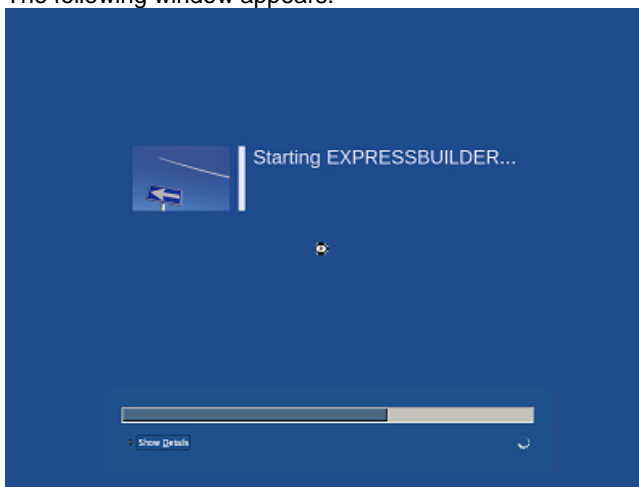 The following window appears:
Starting EXPRESSBUILDER...
Show Details